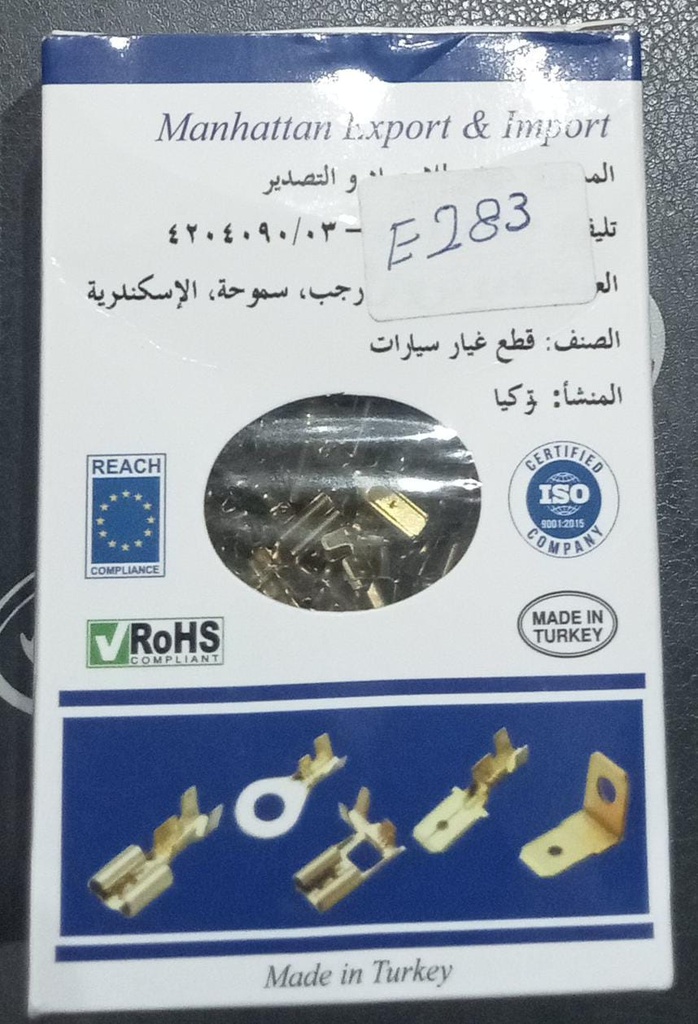 Manhattan Export & Import
و التصدير
٤٢٠٤٠٩٠/٠٣ –
E283
رجب، سموحة، الإسكندرية
الصنف: قطع غيار سيارات
المنشأ: تركيا
REACH
COMPLIANCE
CERTIFIED
ISO
9001:2015
COMPANY
RoHS
COMPLIANT
MADE IN
TURKEY
Made in Turkey